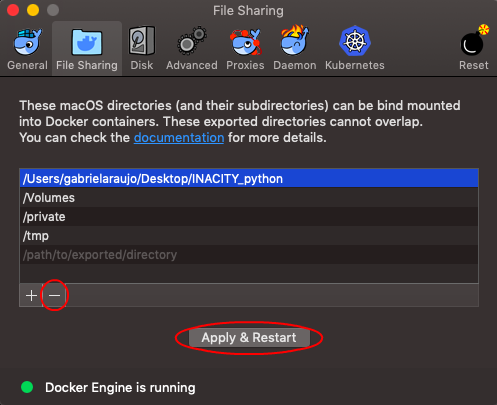 File Sharing
General File Sharing Disk Advanced Proxies Daemon Kubernetes Reset
These macOS directories (and their subdirectories) can be bind mounted
into Docker containers. These exported directories cannot overlap.
You can check the documentation for more details.
/Users/gabrielaraujo/Desktop/INACITY_python
/Volumes
/private
/tmp
/path/to/exported/directory
+ −
Apply & Restart
Docker Engine is running